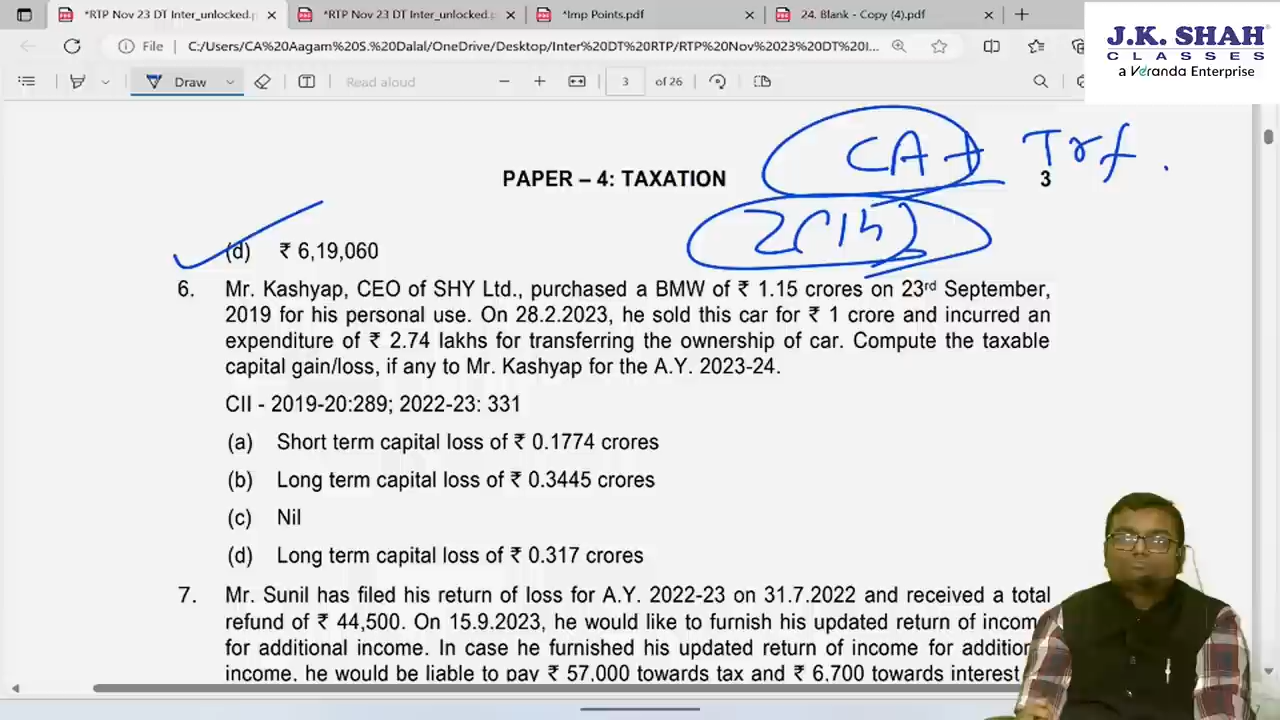 *RTP Nov 23 DT Inter_unlocked.p
*RTP Nov 23 DT Inter_unlocked.p
*Imp Points.pdf
24. Blank - Copy (4).pdf
File
C:/Users/CA%20Aagam%20S.%20Dalal/OneDrive/Desktop/Inter%20DT%20RTP/RTP%20Nov%202023%20DT%20I...
Draw
Read aloud
3
of 26
J.K. SHAH
CLASSES
a Veranda Enterprise
CA + Trf.
PAPER – 4: TAXATION
3
2(14)
(d) ₹ 6,19,060
6. Mr. Kashyap, CEO of SHY Ltd., purchased a BMW of ₹ 1.15 crores on 23rd September,
2019 for his personal use. On 28.2.2023, he sold this car for ₹ 1 crore and incurred an
expenditure of ₹ 2.74 lakhs for transferring the ownership of car. Compute the taxable
capital gain/loss, if any to Mr. Kashyap for the A.Y. 2023-24.
CII - 2019-20:289; 2022-23: 331
(a) Short term capital loss of ₹ 0.1774 crores
(b) Long term capital loss of ₹ 0.3445 crores
(c) Nil
(d) Long term capital loss of ₹ 0.317 crores
7. Mr. Sunil has filed his return of loss for A.Y. 2022-23 on 31.7.2022 and received a total
refund of ₹ 44,500. On 15.9.2023, he would like to furnish his updated return of incom
for additional income. In case he furnished his updated return of income for addition
income, he would be liable to pay ₹ 57,000 towards tax and ₹ 6,700 towards interest